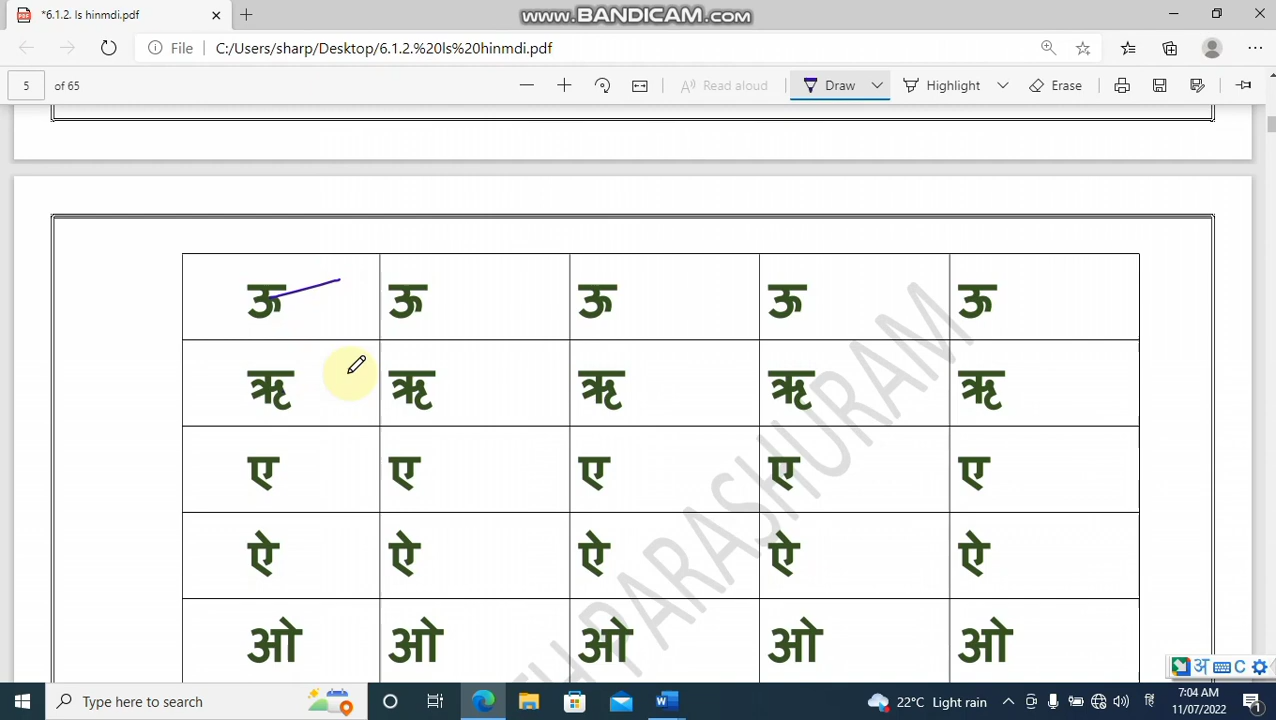 *6.1.2. ls hinmdi.pdf
www.BANDICAM.com
File C:/Users/sharp/Desktop/6.1.2.%20ls%20hinmdi.pdf
5 of 65 Read aloud Draw Highlight Erase
ऊ ऊ ऊ ऊ ऊ
ऋ ऋ ऋ ऋ ऋ
ए ए ए ए ए
ऐ ऐ ऐ ऐ ऐ
ओ ओ ओ ओ ओ
PARASHURAM
अ
Type here to search 22°C Light rain 7:04 AM
11/07/2022